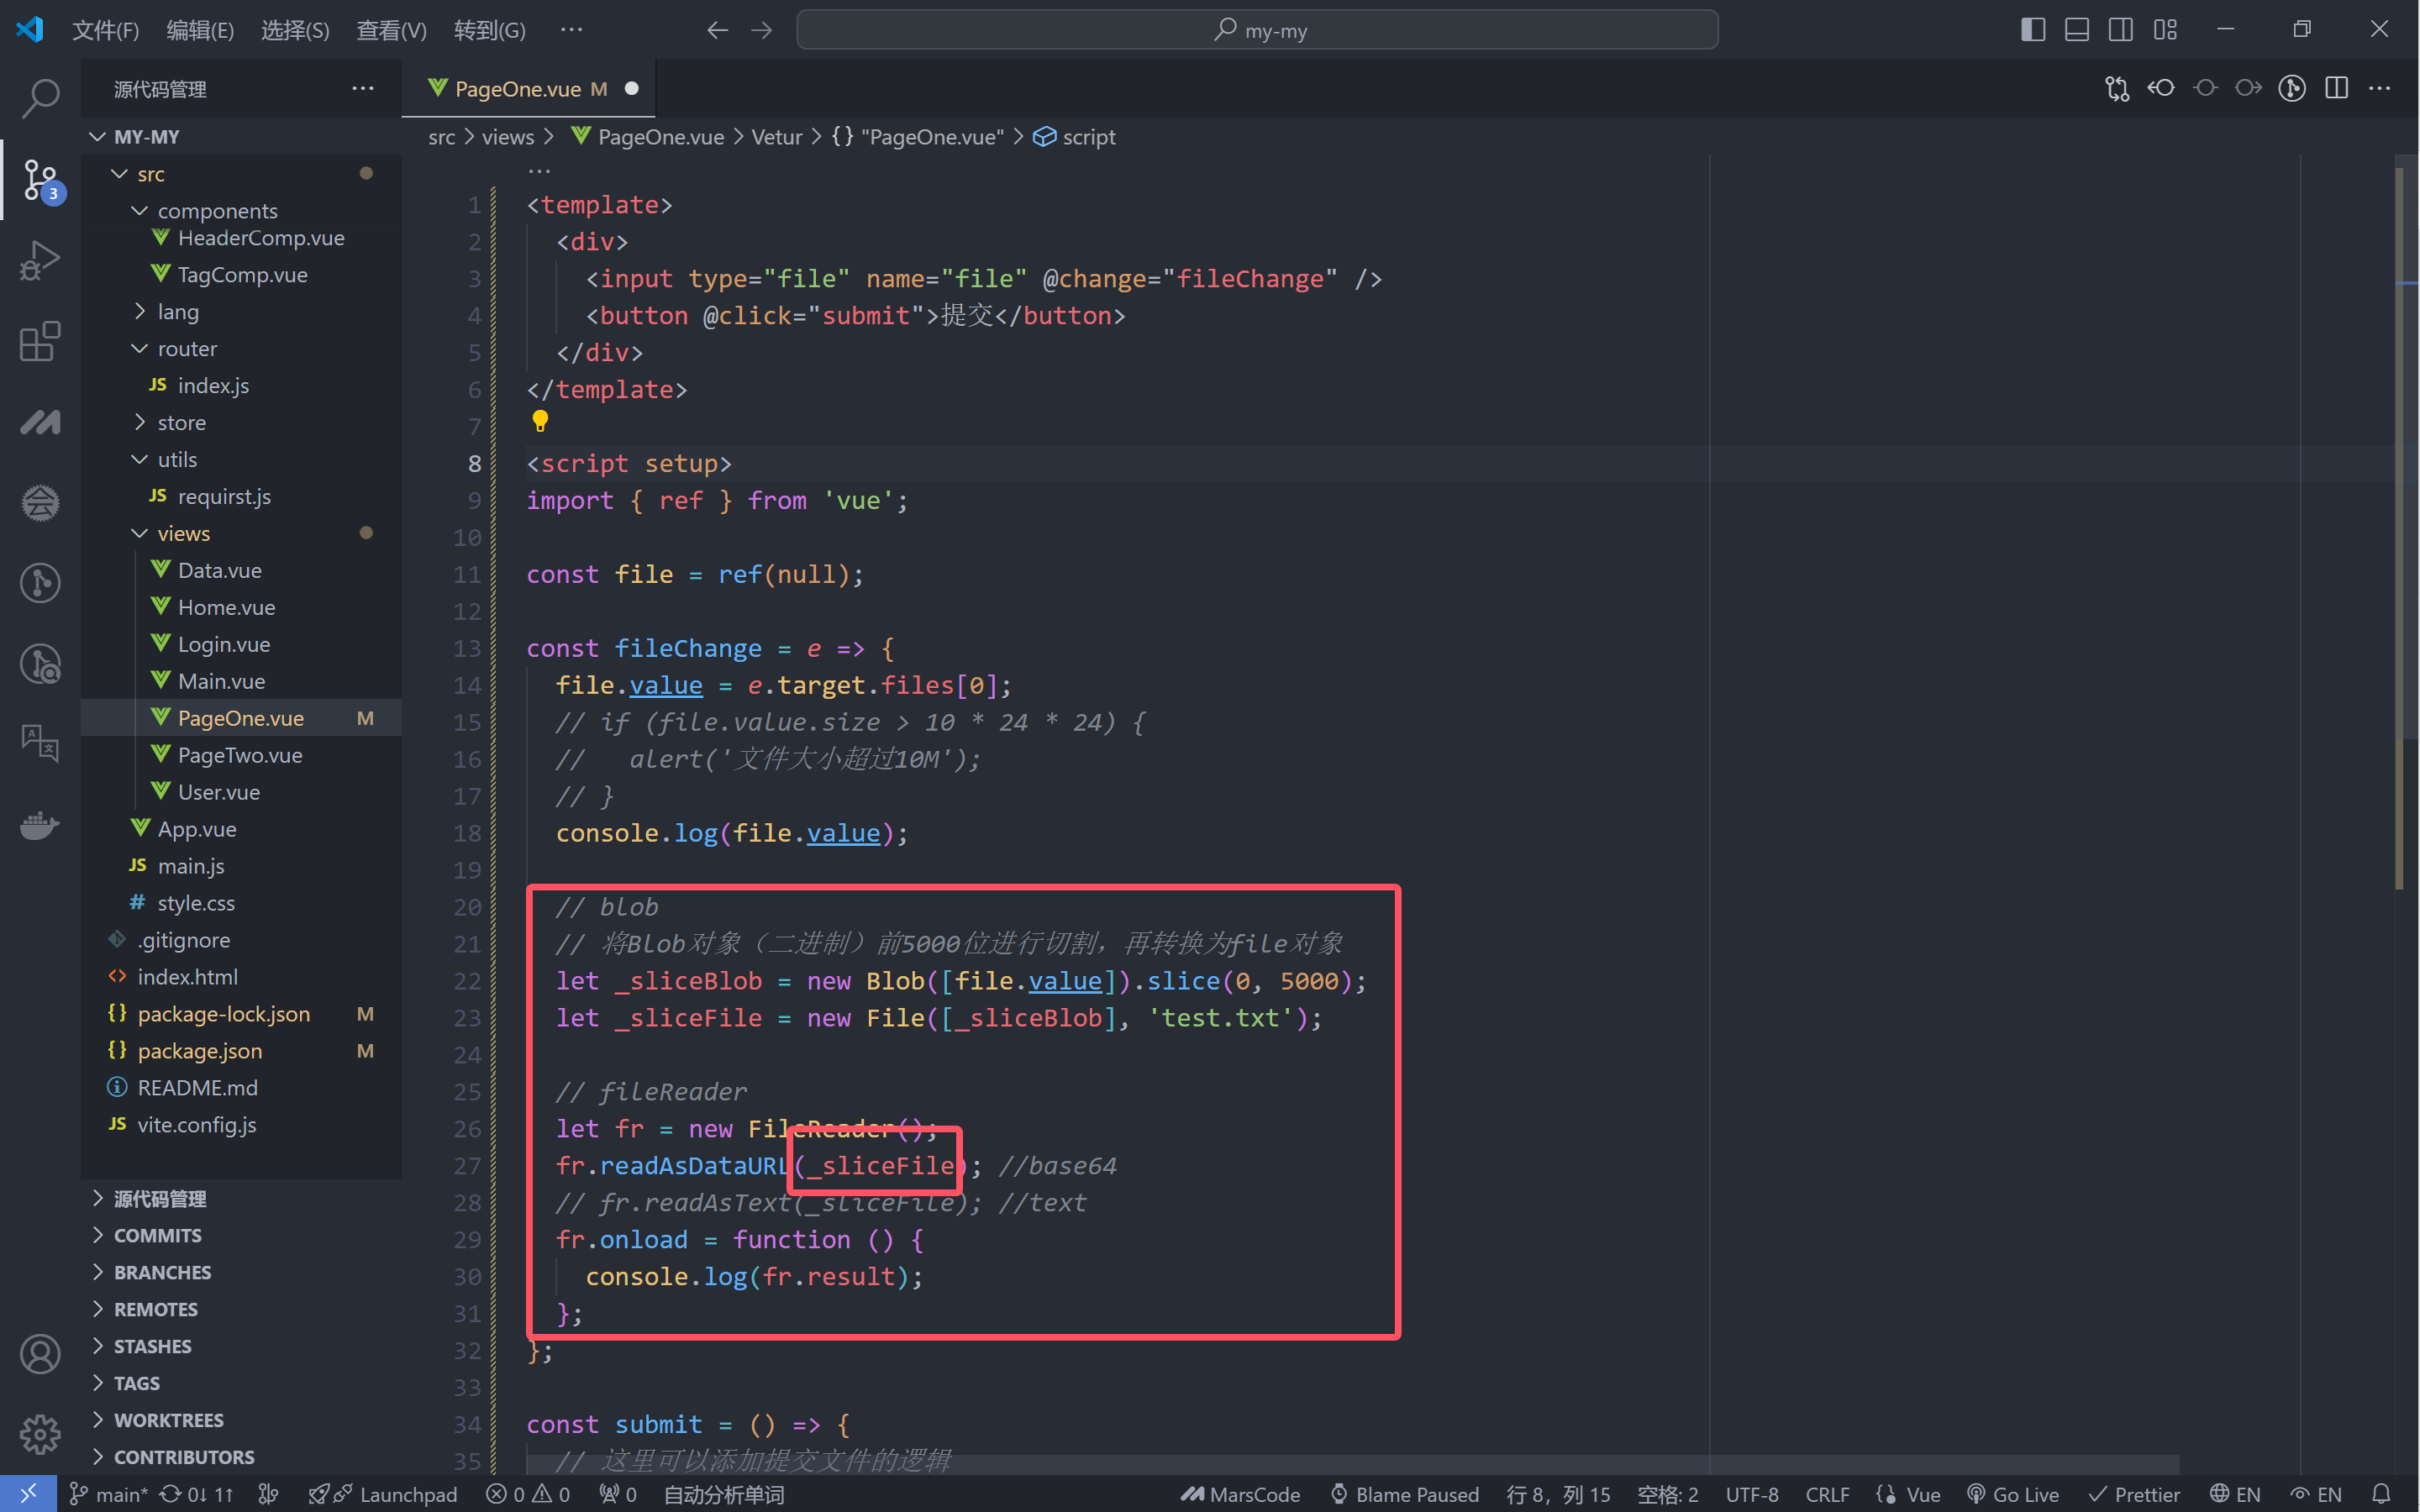 文件(F) 编辑(E) 选择(S) 查看(V) 转到(G) ··· my-my
源代码管理 ···
MY-MY
src
components
HeaderComp.vue
TagComp.vue
lang
router
JS index.js
store
utils
JS requirst.js
views
Data.vue
Home.vue
Login.vue
Main.vue
PageOne.vue M
PageTwo.vue
User.vue
App.vue
JS main.js
# style.css
.gitignore
<> index.html
{} package-lock.json M
{} package.json M
README.md
JS vite.config.js
源代码管理
COMMITS
BRANCHES
REMOTES
STASHES
TAGS
WORKTREES
CONTRIBUTORS
3
PageOne.vue M
src > views > PageOne.vue > Vetur > {} "PageOne.vue" > script
···
1 <template>
2 <div>
3 <input type="file" name="file" @change="fileChange" />
4 <button @click="submit">提交</button>
5 </div>
6 </template>
7
8 <script setup>
9 import { ref } from 'vue';
10
11 const file = ref(null);
12
13 const fileChange = e => {
14 file.value = e.target.files[0];
15 // if (file.value.size > 10 * 24 * 24) {
16 // alert('文件大小超过10M');
17 // }
18 console.log(file.value);
19
20 // blob
21 // 将Blob对象（二进制）前5000位进行切割，再转换为file对象
22 let _sliceBlob = new Blob([file.value]).slice(0, 5000);
23 let _sliceFile = new File([_sliceBlob], 'test.txt');
24
25 // fileReader
26 let fr = new FileReader();
27 fr.readAsDataURL(_sliceFile); //base64
28 // fr.readAsText(_sliceFile); //text
29 fr.onload = function () {
30 console.log(fr.result);
31 };
32 };
33
34 const submit = () => {
35 // 这里可以添加提交文件的逻辑
main* 0↓ 1↑ Launchpad 0 0 0 自动分析单词 MarsCode Blame Paused 行 8，列 15 空格: 2 UTF-8 CRLF Vue Go Live Prettier EN EN